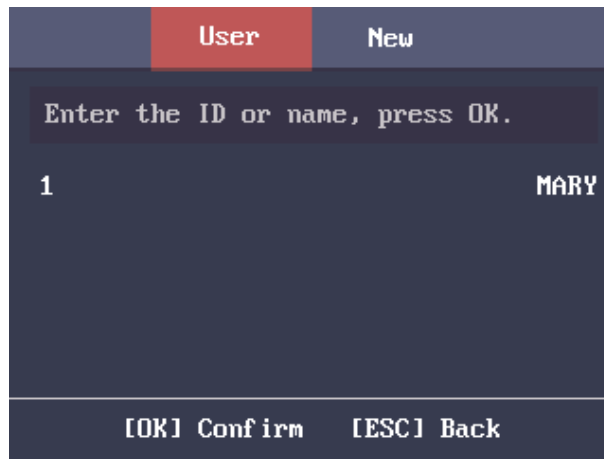 User New
Enter the ID or name, press OK.
1 MARY
[OK] Confirm [ESC] Back